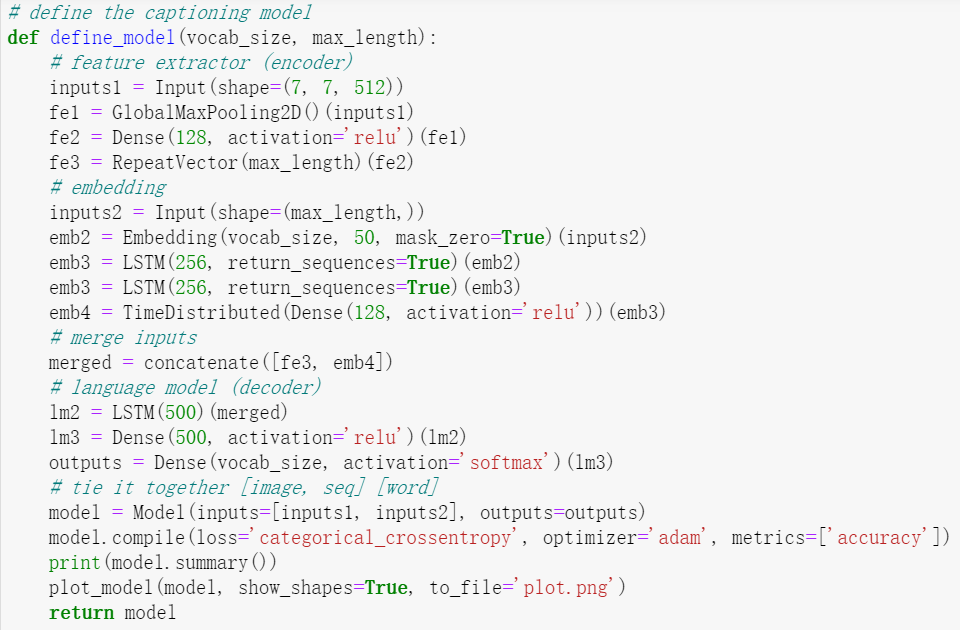 # define the captioning model
def define_model(vocab_size, max_length):
    # feature extractor (encoder)
    inputs1 = Input(shape=(7, 7, 512))
    fe1 = GlobalMaxPooling2D()(inputs1)
    fe2 = Dense(128, activation='relu')(fe1)
    fe3 = RepeatVector(max_length)(fe2)
    # embedding
    inputs2 = Input(shape=(max_length,))
    emb2 = Embedding(vocab_size, 50, mask_zero=True)(inputs2)
    emb3 = LSTM(256, return_sequences=True)(emb2)
    emb3 = LSTM(256, return_sequences=True)(emb3)
    emb4 = TimeDistributed(Dense(128, activation='relu'))(emb3)
    # merge inputs
    merged = concatenate([fe3, emb4])
    # language model (decoder)
    lm2 = LSTM(500)(merged)
    lm3 = Dense(500, activation='relu')(lm2)
    outputs = Dense(vocab_size, activation='softmax')(lm3)
    # tie it together [image, seq] [word]
    model = Model(inputs=[inputs1, inputs2], outputs=outputs)
    model.compile(loss='categorical_crossentropy', optimizer='adam', metrics=['accuracy'])
    print(model.summary())
    plot_model(model, show_shapes=True, to_file='plot.png')
    return model